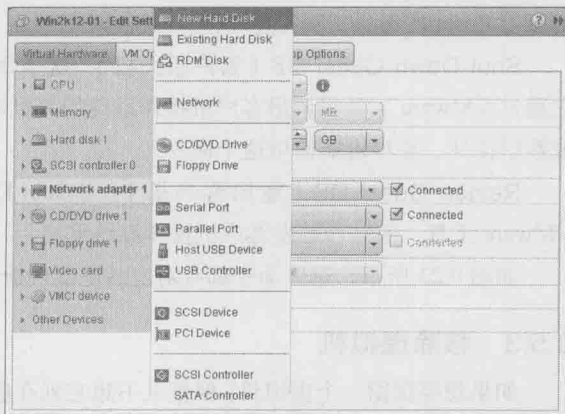 Win2k12-01 - Edit Sett
Virtual Hardware
VM Op
pp Options
CPU
Memory
MB
Hard disk 1
GB
SCSI controller 0
Network adapter 1
Connected
CD/DVD drive 1
Connected
Floppy drive 1
Connected
Video card
VMCI device
Other Devices
New Hard Disk
Existing Hard Disk
RDM Disk
Network
CD/DVD Drive
Floppy Drive
Serial Port
Parallel Port
Host USB Device
USB Controller
SCSI Device
PCI Device
SCSI Controller
SATA Controller